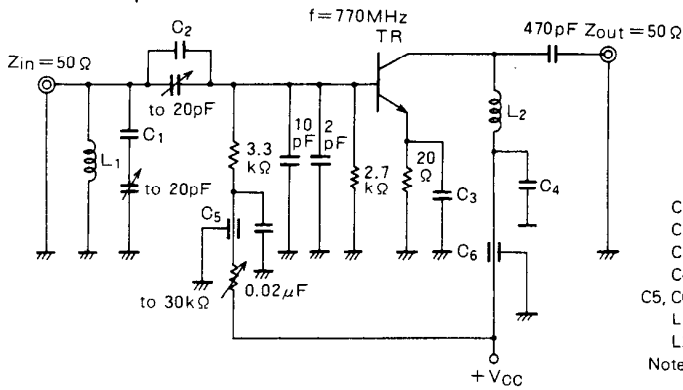 f=770MHz
TR
C2
470pF
Zout=50Ω
Zin=50Ω
to 20pF
L2
L1
C1
3.3
kΩ
10
pF
2
pF
2.7
kΩ
20
Ω
C3
C4
to 20pF
C5
C6
to 30kΩ
0.02μF
+VCC
C
C
C
C
C5, C
L
L
Note